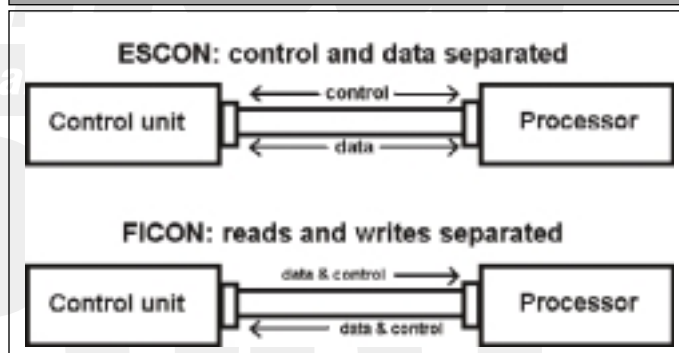 ESCON: control and data separated
control
Control unit
Processor
data
FICON: reads and writes separated
data & control
Control unit
Processor
data & control